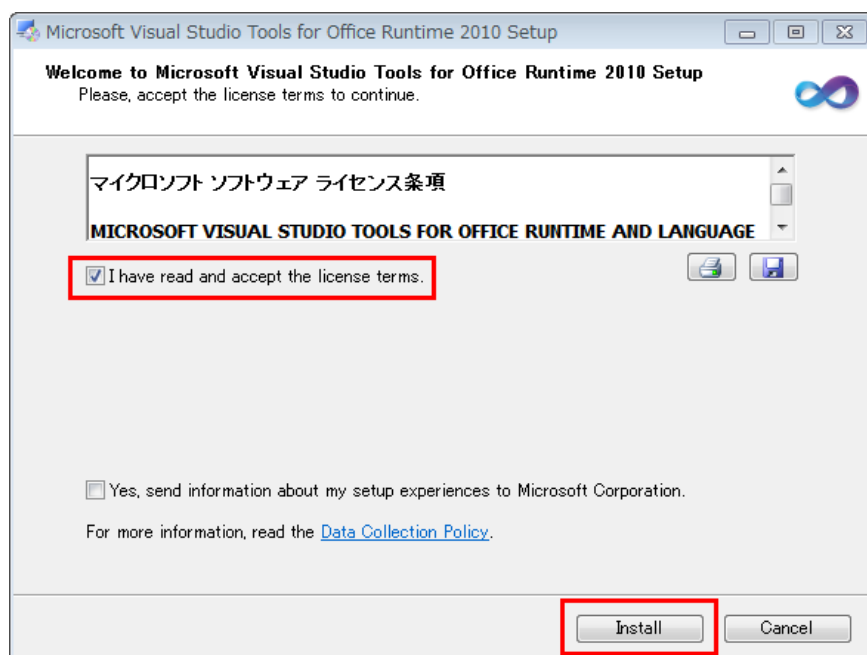 Microsoft Visual Studio Tools for Office Runtime 2010 Setup
Welcome to Microsoft Visual Studio Tools for Office Runtime 2010 Setup
Please, accept the license terms to continue.
マイクロソフト ソフトウェア ライセンス条項
MICROSOFT VISUAL STUDIO TOOLS FOR OFFICE RUNTIME AND LANGUAGE
I have read and accept the license terms.
Yes, send information about my setup experiences to Microsoft Corporation.
For more information, read the Data Collection Policy.
Install
Cancel